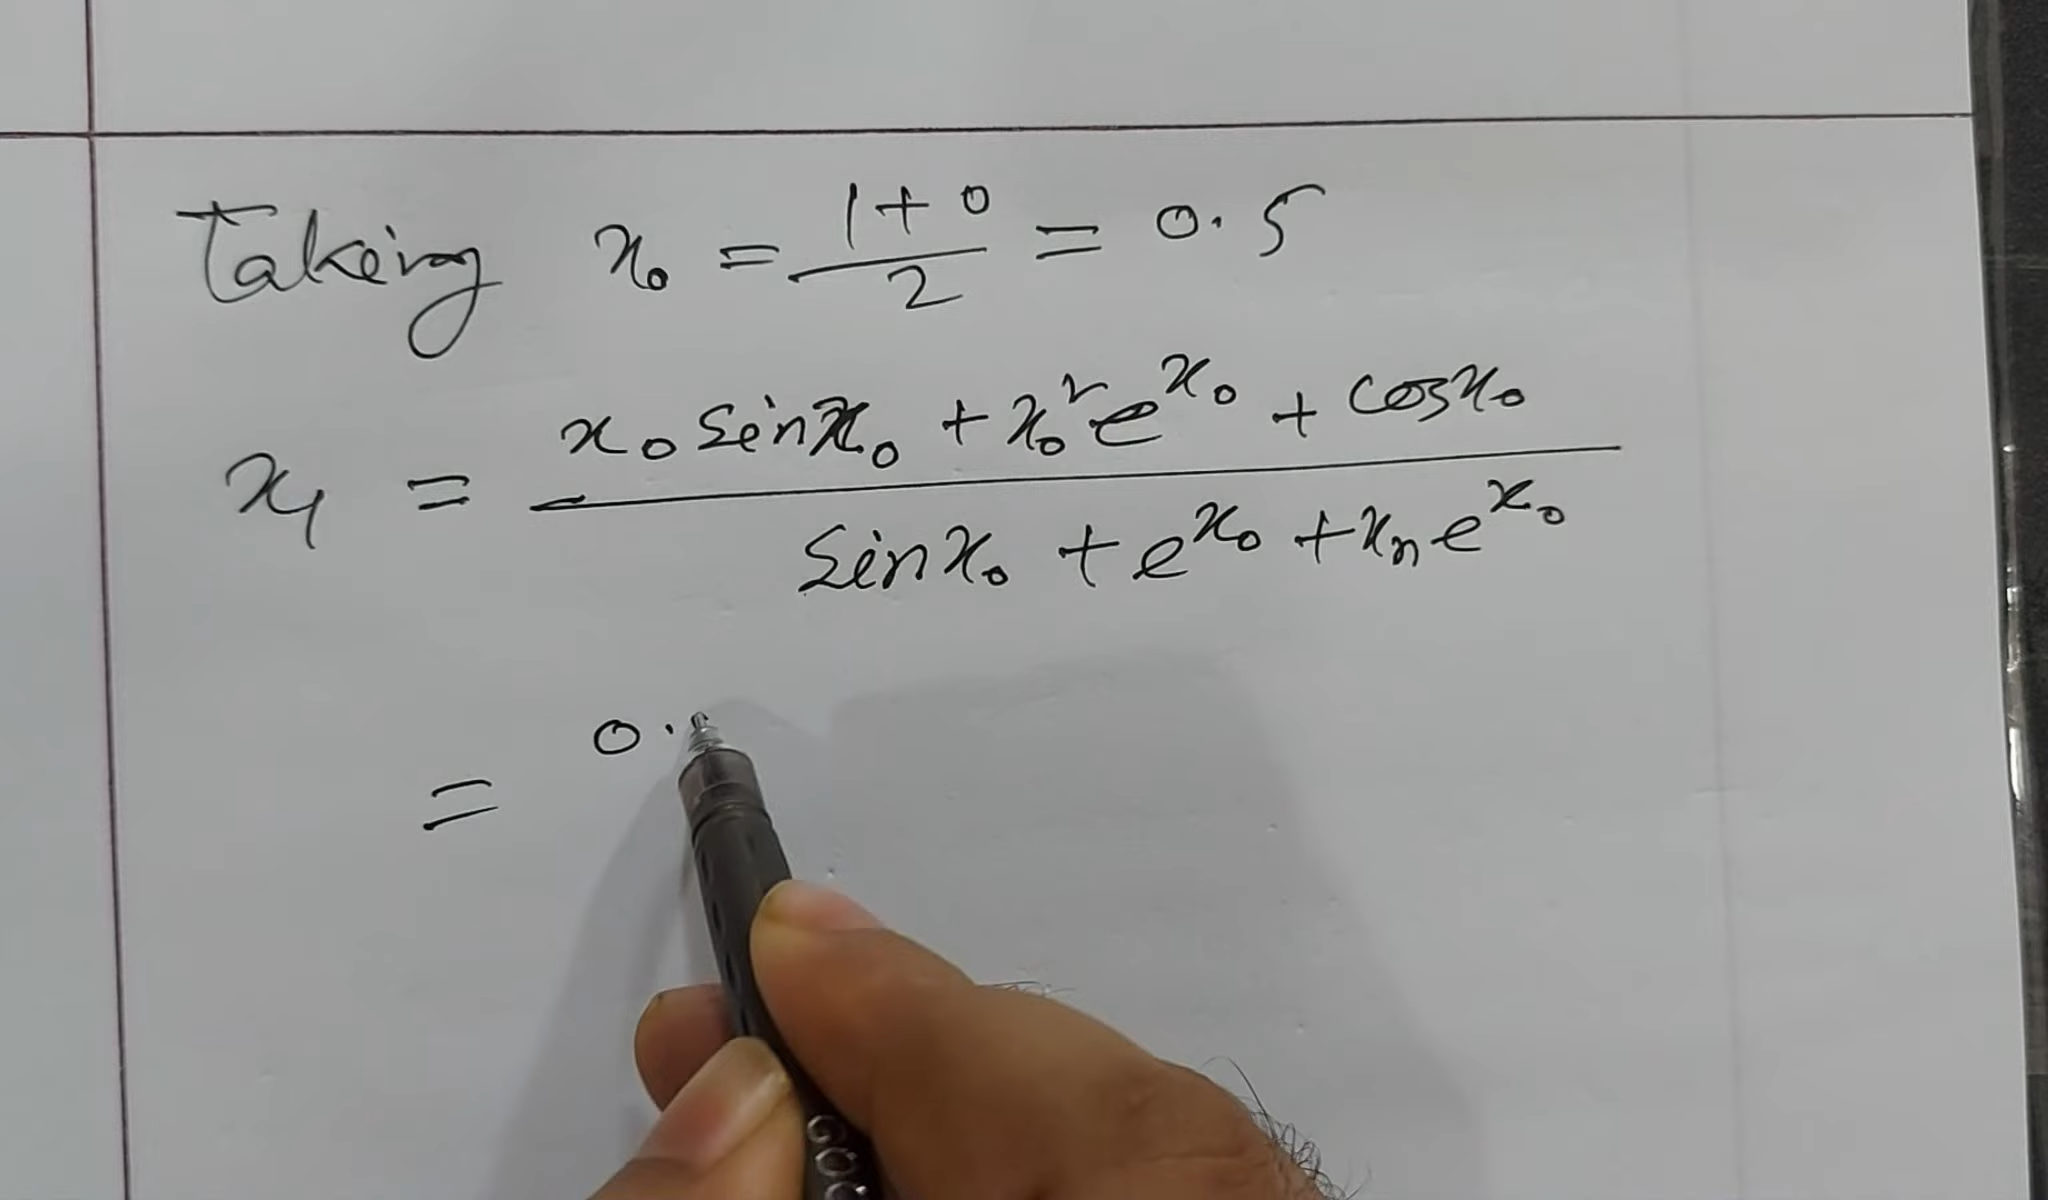 Taking x₀ = (1+0)/2 = 0.5
x₁ = (x₀ sin x₀ + x₀² e^x₀ + cos x₀)/(sin x₀ + e^x₀ + xₙ e^x₀)
= 0.